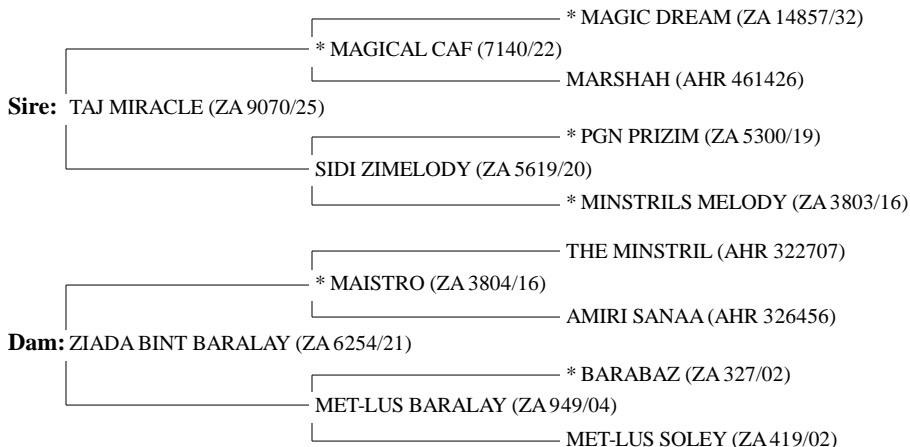 * MAGIC DREAM (ZA 14857/32)
* MAGICAL CAF (7140/22)
MARSHAH (AHR 461426)
Sire: TAJ MIRACLE (ZA 9070/25)
* PGN PRIZIM (ZA 5300/19)
SIDI ZIMELODY (ZA 5619/20)
* MINSTRILS MELODY (ZA 3803/16)
THE MINSTRIL (AHR 322707)
* MAISTRO (ZA 3804/16)
AMIRI SANAA (AHR 326456)
Dam: ZIADA BINT BARALAY (ZA 6254/21)
* BARABAZ (ZA 327/02)
MET-LUS BARALAY (ZA 949/04)
MET-LUS SOLEY (ZA 419/02)